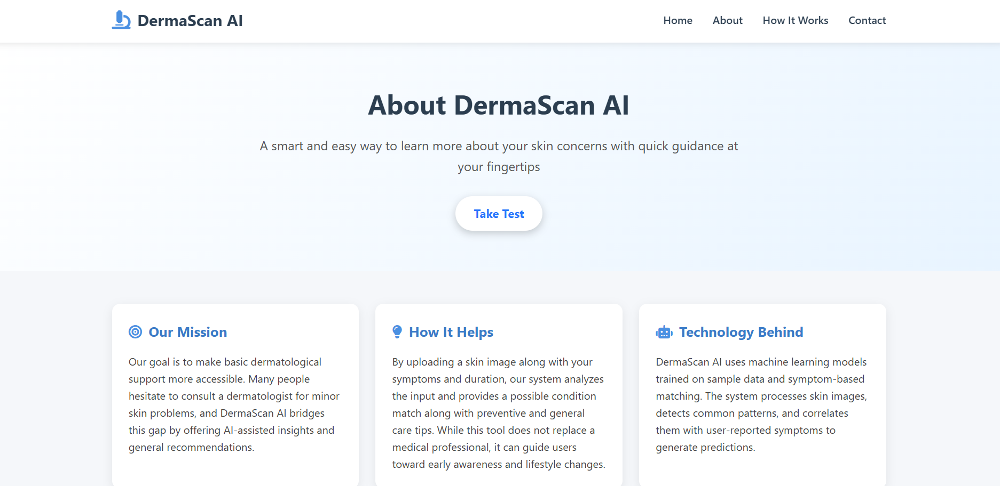 DermaScan AI
Home
About
How It Works
Contact
About DermaScan AI
A smart and easy way to learn more about your skin concerns with quick guidance at
your fingertips
Take Test
Our Mission
Our goal is to make basic dermatological
support more accessible. Many people
hesitate to consult a dermatologist for minor
skin problems, and DermaScan AI bridges
this gap by offering AI-assisted insights and
general recommendations.
How It Helps
By uploading a skin image along with your
symptoms and duration, our system analyzes
the input and provides a possible condition
match along with preventive and general
care tips. While this tool does not replace a
medical professional, it can guide users
toward early awareness and lifestyle changes.
Technology Behind
DermaScan AI uses machine learning models
trained on sample data and symptom-based
matching. The system processes skin images,
detects common patterns, and correlates
them with user-reported symptoms to
generate predictions.